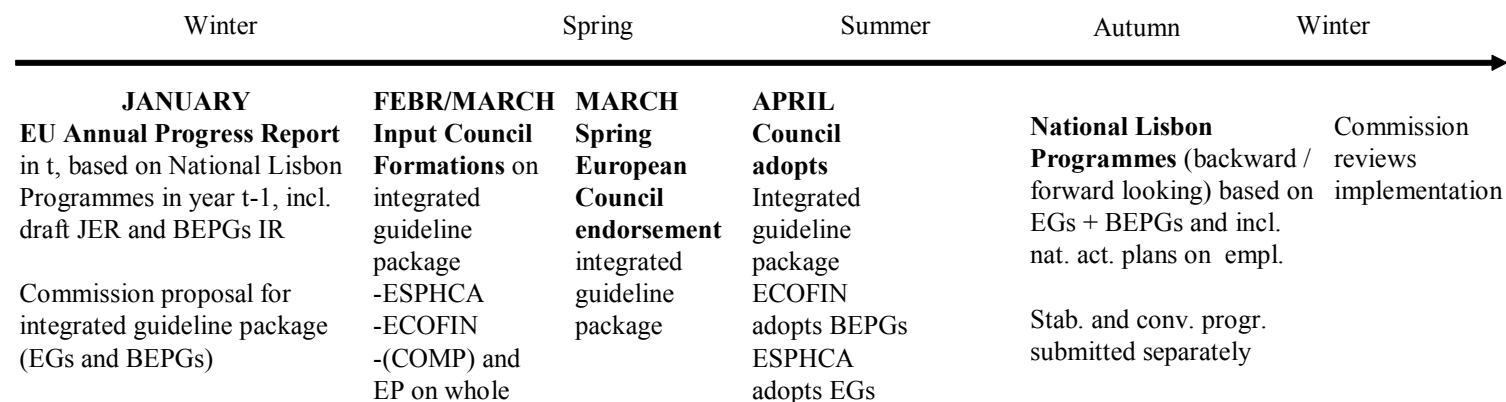 Winter
Spring
Summer
Autumn
Winter
JANUARY
EU Annual Progress Report
in t, based on National Lisbon
Programmes in year t-1, incl.
draft JER and BEPGs IR
Commission proposal for
integrated guideline package
(EGs and BEPGs)
FEBR/MARCH
Input Council
Formations on
integrated
guideline
package
-ESPHCA
-ECOFIN
-(COMP) and
EP on whole
MARCH
Spring
European
Council
endorsement
integrated
guideline
package
APRIL
Council
adopts
Integrated
guideline
package
ECOFIN
adopts BEPGs
ESPHCA
adopts EGs
National Lisbon
Programmes (backward /
forward looking) based on
EGs + BEPGs and incl.
nat. act. plans on empl.
Stab. and conv. progr.
submitted separately
Commission
reviews
implementation